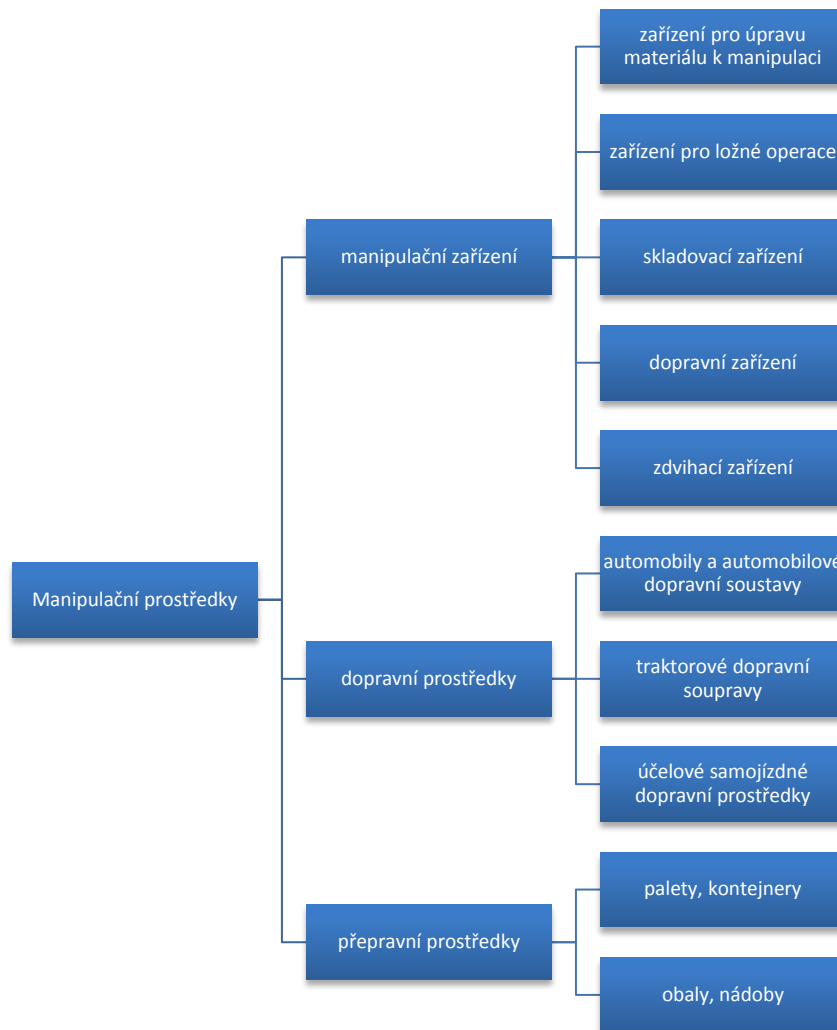 zařízení pro úpravu
materiálu k manipulaci
zařízení pro ložné operace
manipulační zařízení
skladovací zařízení
dopravní zařízení
zdvihací zařízení
Manipulační prostředky
automobily a automobilové
dopravní soustavy
dopravní prostředky
traktorové dopravní
soupravy
účelové samojízdné
dopravní prostředky
přepravní prostředky
palety, kontejnery
obaly, nádoby